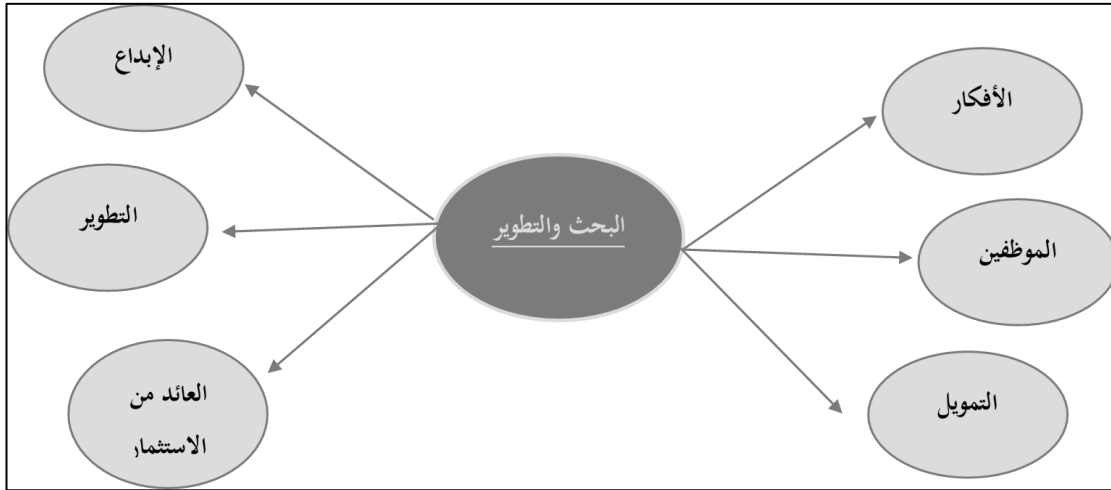 الأفكار
الموظفين
التمويل
البحث والتطوير
الإبداع
التطوير
العائد من
الاستثمار